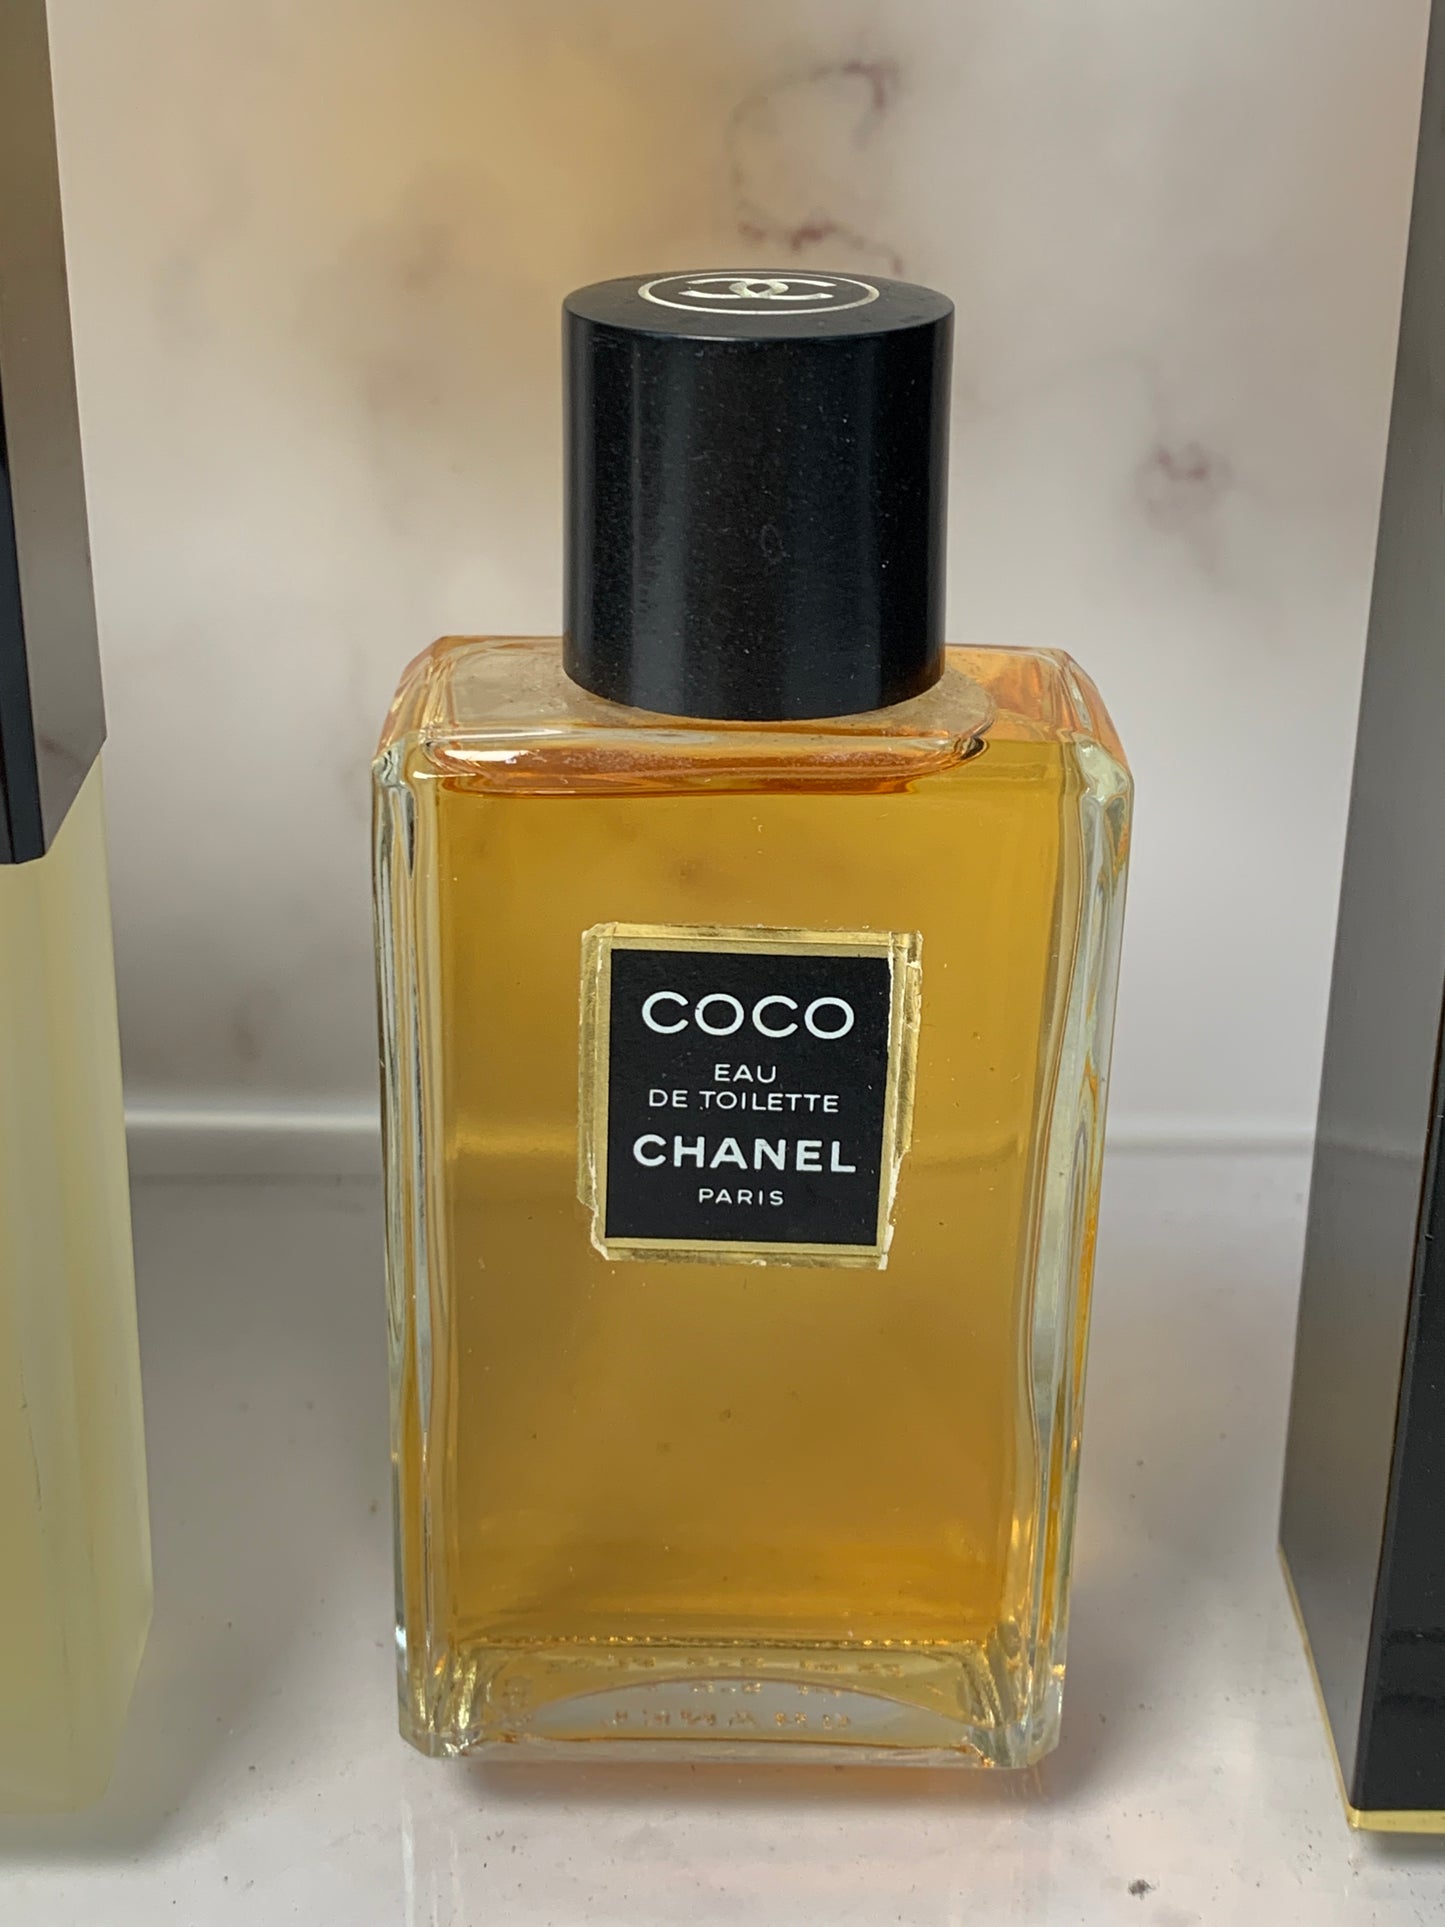 COCO
EAU
DE TOILETTE
CHANEL
PARIS